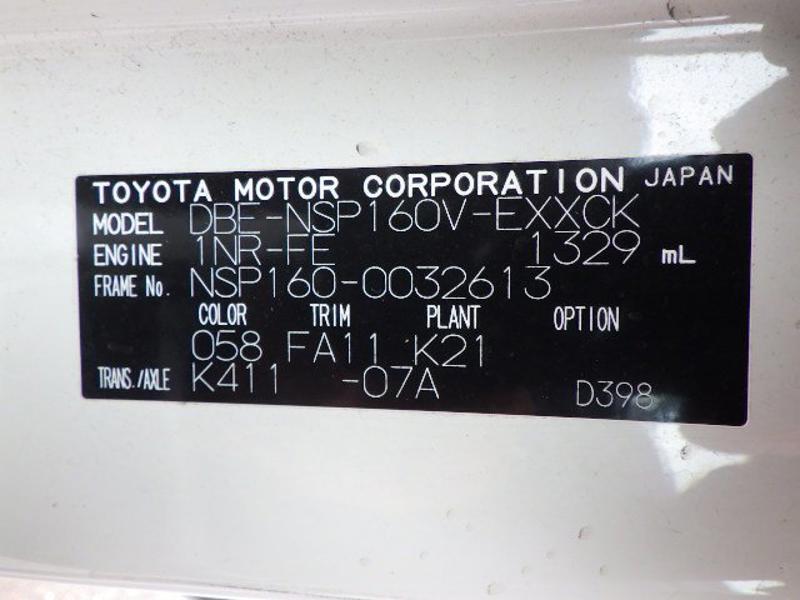 TOYOTA MOTOR CORPORATION JAPAN
MODEL DBE-NSP160V-EXXCK
ENGINE 1NR-FE 1329 mL
FRAME No. NSP160-0032613
COLOR TRIM PLANT OPTION
058 FA11 K21
TRANS./AXLE K411 -07A D398